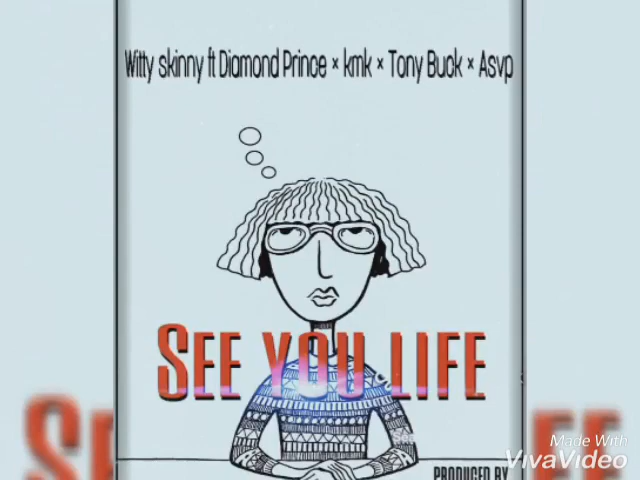 Witty skinny ft Diamond Prince × kmk × Tony Buck × Asvp
SEE YOU LIFE
PRODUCED BY
Made With
VivaVideo